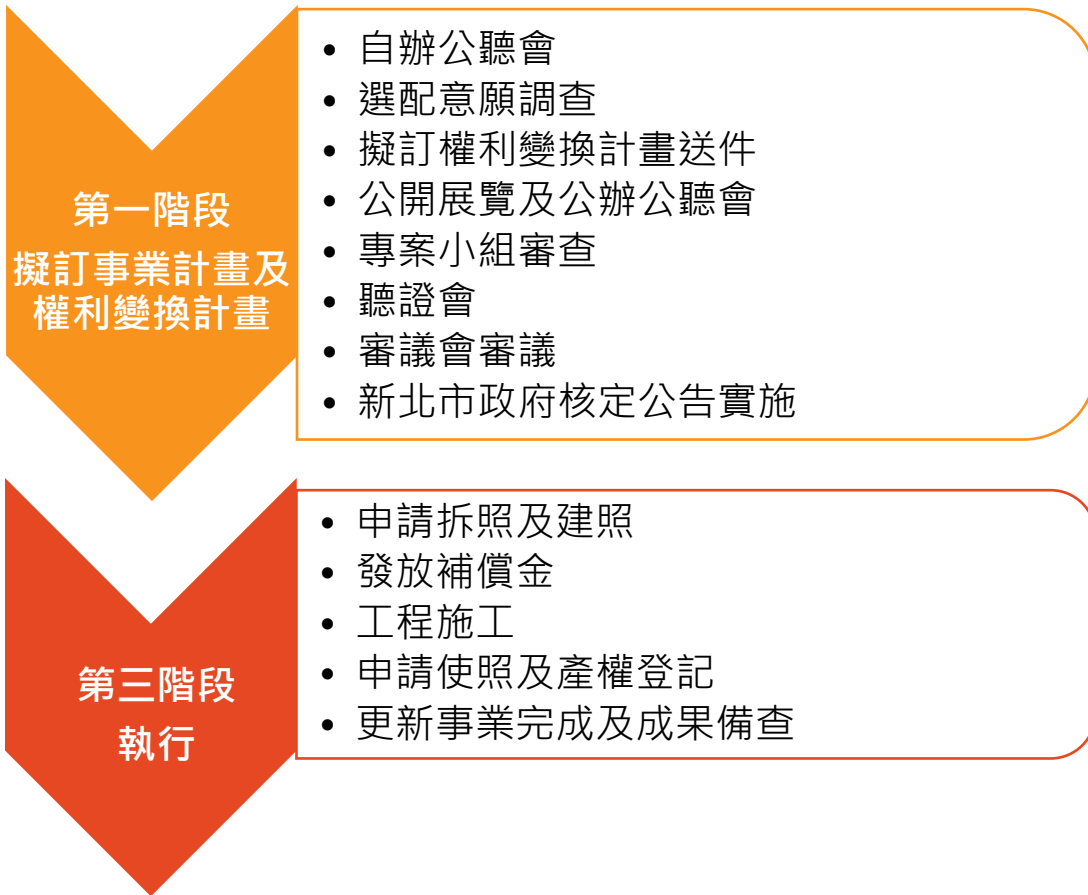 第一階段
擬訂事業計畫及
權利變換計畫
• 自辦公聽會
• 選配意願調查
• 擬訂權利變換計畫送件
• 公開展覽及公辦公聽會
• 專案小組審查
• 聽證會
• 審議會審議
• 新北市政府核定公告實施
第三階段
執行
• 申請拆照及建照
• 發放補償金
• 工程施工
• 申請使照及產權登記
• 更新事業完成及成果備查